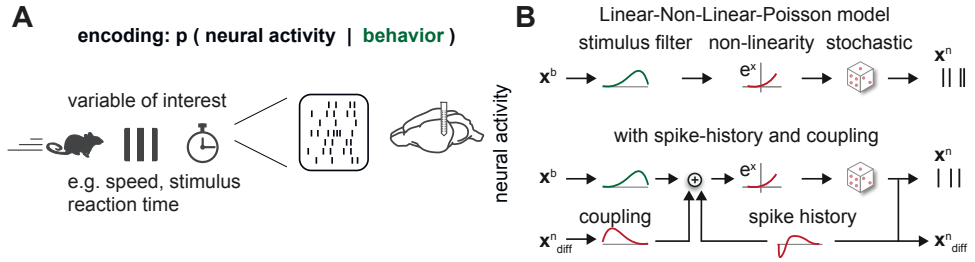 A
encoding: p ( neural activity | behavior )
variable of interest
e.g. speed, stimulus
reaction time
B
neural activity
Linear-Non-Linear-Poisson model
stimulus filter non-linearity stochastic
x^b e^x x^n
with spike-history and coupling
x^b e^x x^n
coupling spike history
x^n_diff x^n_diff